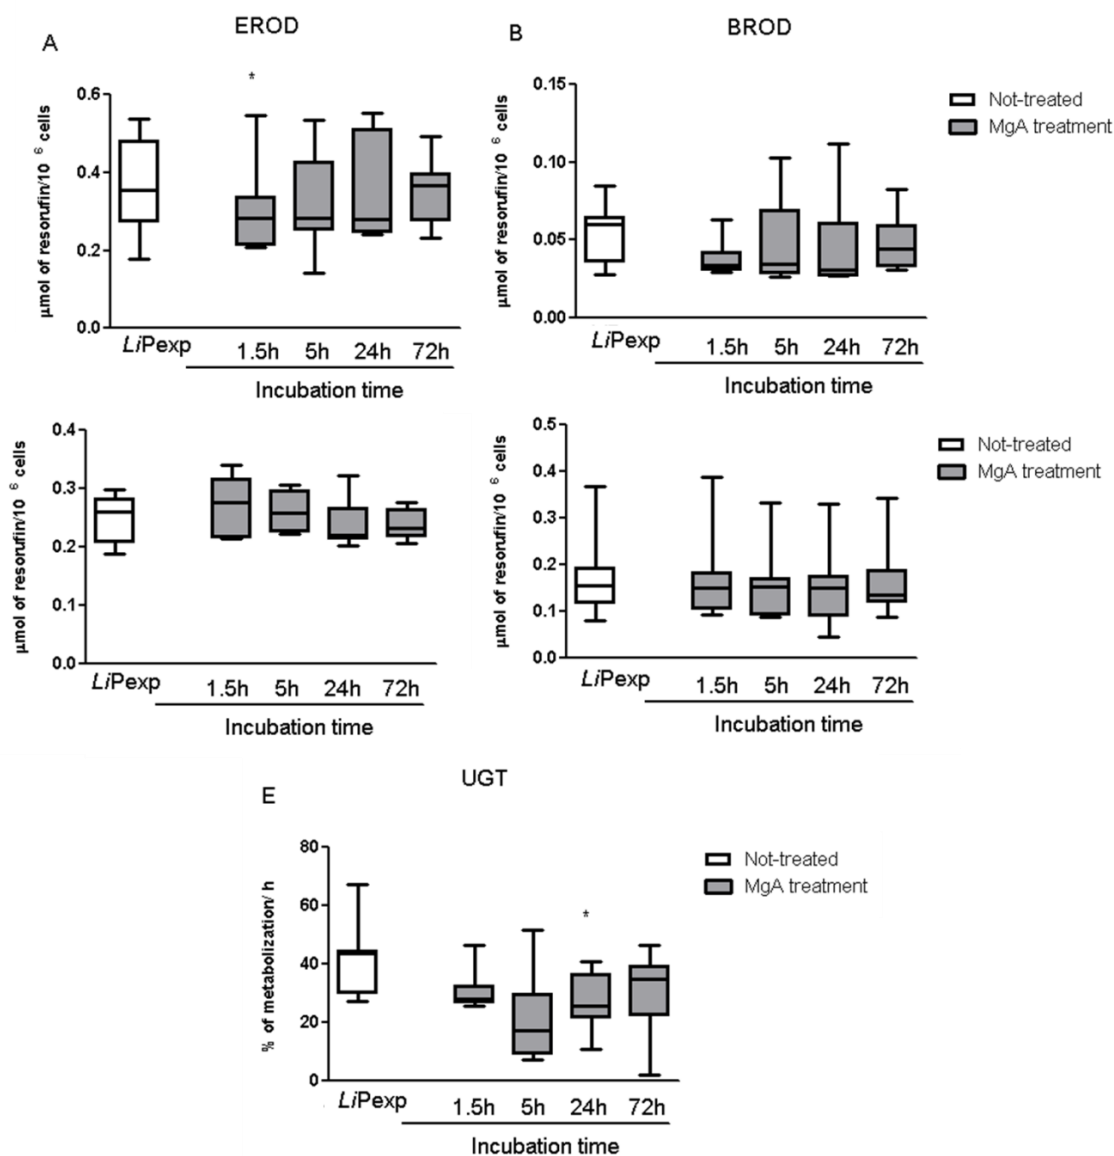 A
EROD
*
0.6
0.4
0.2
0.0
µmol of resorufin/10 6 cells
LiPexp
1.5h 5h 24h 72h
Incubation time
B
BROD
0.15
0.10
0.05
0.00
µmol of resorufin/10 6 cells
LiPexp
1.5h 5h 24h 72h
Incubation time
Not-treated
MgA treatment
0.4
0.3
0.2
0.1
0.0
µmol of resorufin/10 6 cells
LiPexp
1.5h 5h 24h 72h
Incubation time
0.5
0.4
0.3
0.2
0.1
0.0
µmol of resorufin/10 6 cells
LiPexp
1.5h 5h 24h 72h
Incubation time
Not-treated
MgA treatment
E
UGT
80
60
40
20
0
% of metabolization/ h
*
LiPexp
1.5h 5h 24h 72h
Incubation time
Not-treated
MgA treatment